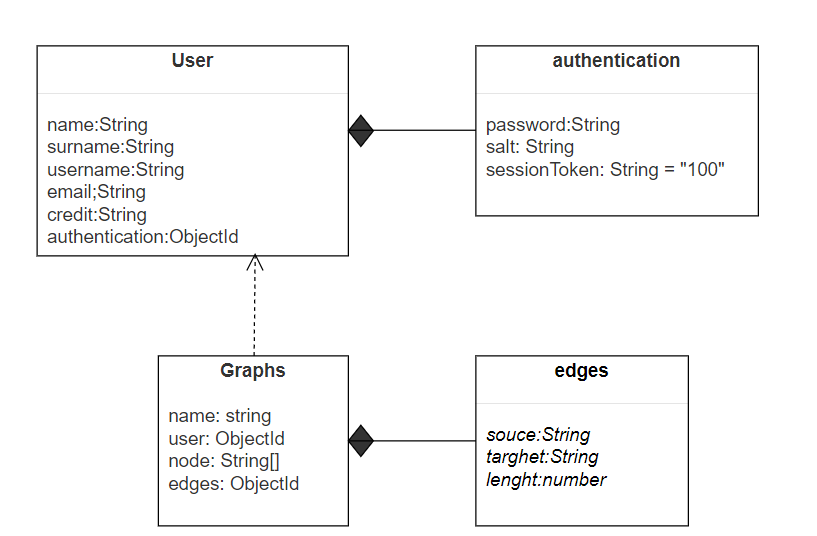 User
name:String
surname:String
username:String
email;String
credit:String
authentication:ObjectId
authentication
password:String
salt: String
sessionToken: String = "100"
Graphs
name: string
user: ObjectId
node: String[]
edges: ObjectId
edges
souce:String
targhet:String
lenght:number